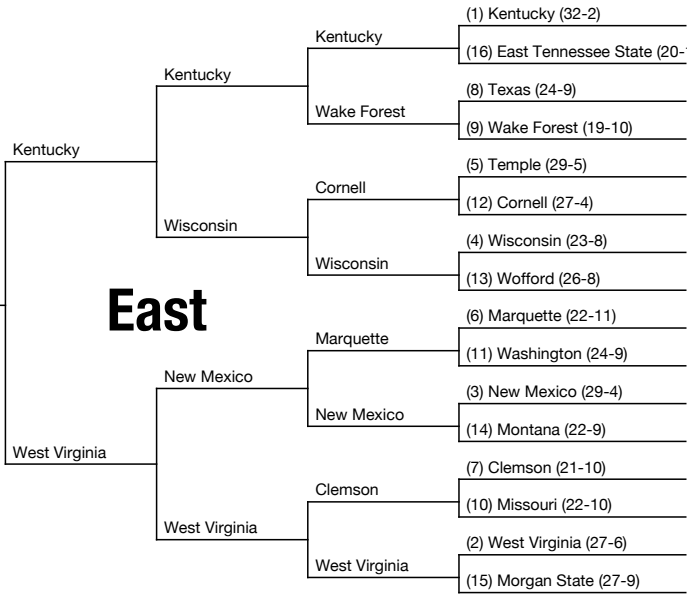 (1) Kentucky (32-2)
Kentucky
(16) East Tennessee State (20-
Kentucky
(8) Texas (24-9)
Wake Forest
(9) Wake Forest (19-10)
Kentucky
(5) Temple (29-5)
Cornell
(12) Cornell (27-4)
Wisconsin
(4) Wisconsin (23-8)
Wisconsin
(13) Wofford (26-8)
East
(6) Marquette (22-11)
Marquette
(11) Washington (24-9)
New Mexico
(3) New Mexico (29-4)
New Mexico
(14) Montana (22-9)
West Virginia
(7) Clemson (21-10)
Clemson
(10) Missouri (22-10)
West Virginia
(2) West Virginia (27-6)
West Virginia
(15) Morgan State (27-9)